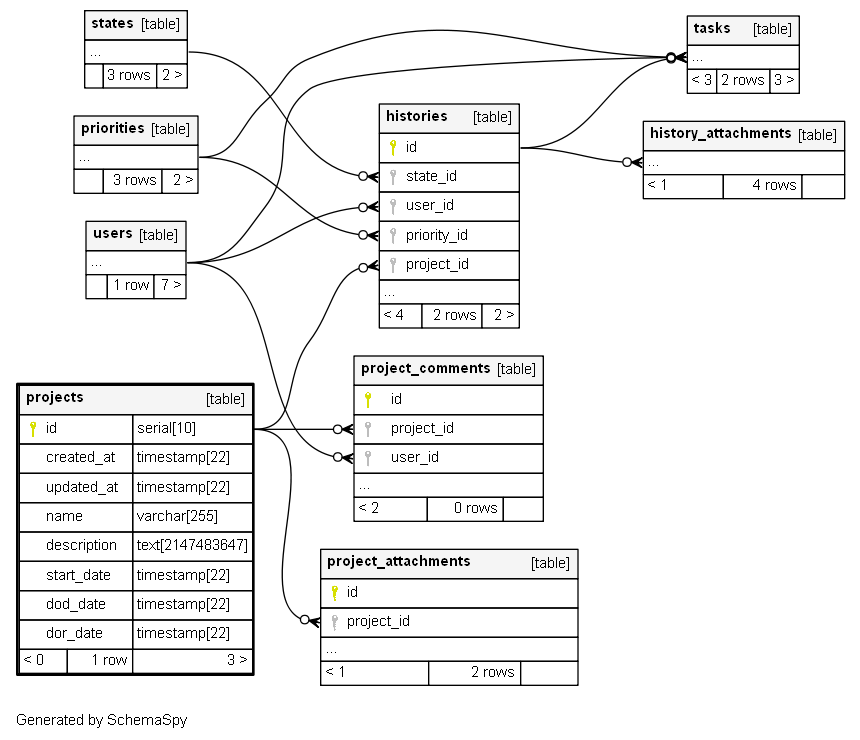 states [table]
...
3 rows 2 >
priorities [table]
...
3 rows 2 >
users [table]
...
1 row 7 >
projects [table]
id serial[10]
created_at timestamp[22]
updated_at timestamp[22]
name varchar[255]
description text[2147483647]
start_date timestamp[22]
dod_date timestamp[22]
dor_date timestamp[22]
< 0 1 row 3 >
histories [table]
id
state_id
user_id
priority_id
project_id
...
< 4 2 rows 2 >
project_comments [table]
id
project_id
user_id
...
< 2 0 rows
project_attachments [table]
id
project_id
...
< 1 2 rows
tasks [table]
...
< 3 2 rows 3 >
history_attachments [table]
...
< 1 4 rows
Generated by SchemaSpy